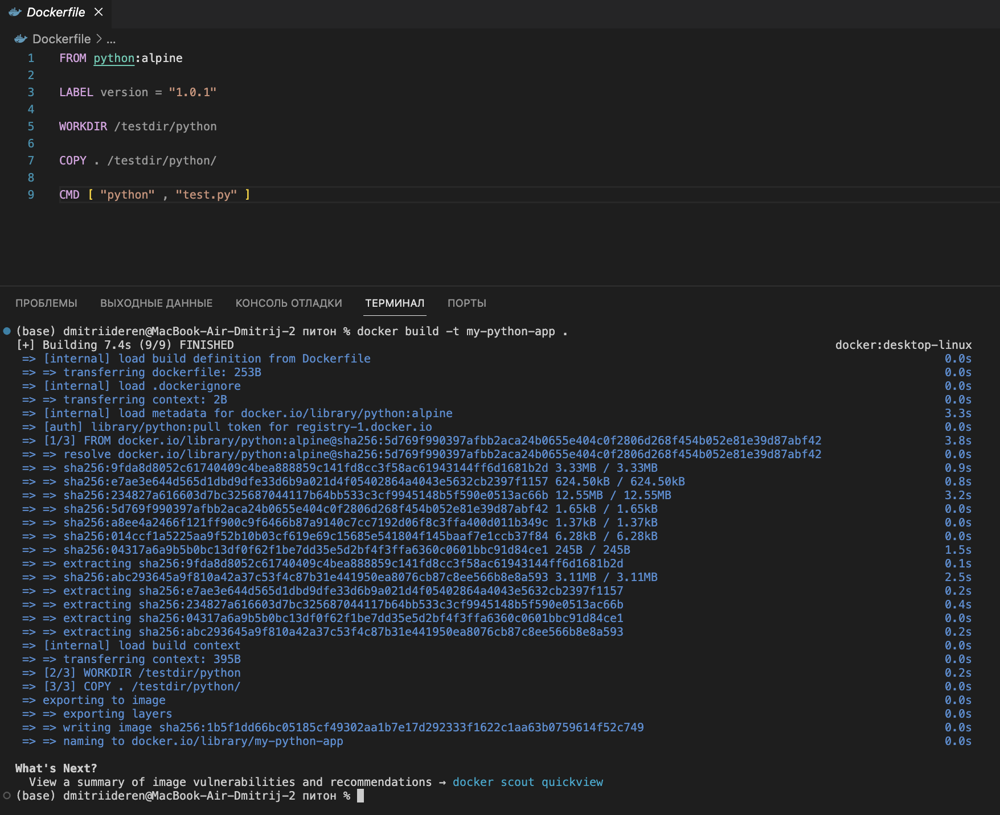 Dockerfile
Dockerfile > ...
1 FROM python:alpine
2
3 LABEL version = "1.0.1"
4
5 WORKDIR /testdir/python
6
7 COPY . /testdir/python/
8
9 CMD [ "python" , "test.py" ]
ПРОБЛЕМЫ ВЫХОДНЫЕ ДАННЫЕ КОНСОЛЬ ОТЛАДКИ ТЕРМИНАЛ ПОРТЫ
(base) dmitriideren@MacBook-Air-Dmitrij-2 питон % docker build -t my-python-app .
[+] Building 7.4s (9/9) FINISHED docker:desktop-linux
=> [internal] load build definition from Dockerfile 0.0s
=> => transferring dockerfile: 253B 0.0s
=> [internal] load .dockerignore 0.0s
=> => transferring context: 2B 0.0s
=> [internal] load metadata for docker.io/library/python:alpine 3.3s
=> [auth] library/python:pull token for registry-1.docker.io 0.0s
=> [1/3] FROM docker.io/library/python:alpine@sha256:5d769f990397afbb2aca24b0655e404c0f2806d268f454b052e81e39d87abf42 3.8s
=> => resolve docker.io/library/python:alpine@sha256:5d769f990397afbb2aca24b0655e404c0f2806d268f454b052e81e39d87abf42 0.0s
=> => sha256:9fda8d8052c61740409c4bea888859c141fd8cc3f58ac61943144ff6d1681b2d 3.33MB / 3.33MB 0.9s
=> => sha256:e7ae3e644d565d1dbd9dfe33d6b9a021d4f05402864a4043e5632cb2397f1157 624.50kB / 624.50kB 0.8s
=> => sha256:234827a616603d7bc325687044117b64bb533c3cf9945148b5f590e0513ac66b 12.55MB / 12.55MB 3.2s
=> => sha256:5d769f990397afbb2aca24b0655e404c0f2806d268f454b052e81e39d87abf42 1.65kB / 1.65kB 0.0s
=> => sha256:a8ee4a2466f121ff900c9f6466b87a9140c7cc7192d06f8c3ffa400d011b349c 1.37kB / 1.37kB 0.0s
=> => sha256:014ccf1a5225aa9f52b10b03cf619e69c15685e541804f145baaf7e1ccb37f84 6.28kB / 6.28kB 0.0s
=> => sha256:04317a6a9b5b0bc13df0f62f1be7dd35e5d2bf4f3ffa6360c0601bbc91d84ce1 245B / 245B 1.5s
=> => extracting sha256:9fda8d8052c61740409c4bea888859c141fd8cc3f58ac61943144ff6d1681b2d 0.1s
=> => sha256:abc293645a9f810a42a37c53f4c87b31e441950ea8076cb87c8ee566b8e8a593 3.11MB / 3.11MB 2.5s
=> => extracting sha256:e7ae3e644d565d1dbd9dfe33d6b9a021d4f05402864a4043e5632cb2397f1157 0.2s
=> => extracting sha256:234827a616603d7bc325687044117b64bb533c3cf9945148b5f590e0513ac66b 0.4s
=> => extracting sha256:04317a6a9b5b0bc13df0f62f1be7dd35e5d2bf4f3ffa6360c0601bbc91d84ce1 0.0s
=> => extracting sha256:abc293645a9f810a42a37c53f4c87b31e441950ea8076cb87c8ee566b8e8a593 0.2s
=> [internal] load build context 0.0s
=> => transferring context: 395B 0.0s
=> [2/3] WORKDIR /testdir/python 0.2s
=> [3/3] COPY . /testdir/python/ 0.0s
=> exporting to image 0.0s
=> => exporting layers 0.0s
=> => writing image sha256:1b5f1dd66bc05185cf49302aa1b7e17d292333f1622c1aa63b0759614f52c749 0.0s
=> => naming to docker.io/library/my-python-app 0.0s
What's Next?
View a summary of image vulnerabilities and recommendations → docker scout quickview
(base) dmitriideren@MacBook-Air-Dmitrij-2 питон %